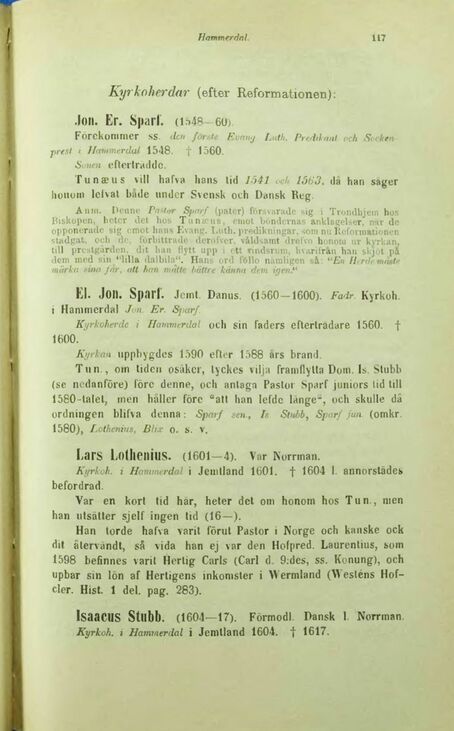 Hammerdal. 117
Kyrkoherdar (efter Reformationen):
Jon. Er. Sparf. (1548—60).
Förekommer ss. den förste Evang. Luth. Predikant och Socken-
prest i Hammerdal 1548. † 1560.
Sonen efterträdde.
Tunæus vill hafva hans tid 1541 och 1563, då han säger
honom lefvat både under Svensk och Dansk Reg.
Anm. Denne Pastor Sparf (pater) försvarade sig i Trondhjem hos
Biskopen, heter det hos Tunæus, emot böndernas anklagelser, när de
opponerade sig emot hans Evang. Luth. predikningar, som nu Reformationen
stadgat, och de, förbittrade deröfver, våldsamt drefvo honom ur kyrkan,
till prestgården, dit han flytt upp i ett vindsrum, hvarifrån han skjöt på
dem med sin "lilla dalbila". Hans ord föllo nämligen så: "En Herde måste
märka sina får, att han måtte bättre känna dem igen."
El. Jon. Sparf. Jemt. Danus. (1560—1600). Fadr. Kyrkoh.
i Hammerdal Jon. Er. Sparf.
Kyrkoherde i Hammerdal och sin faders efterträdare 1560. †
1600.
Kyrkan uppbygdes 1590 efter 1588 års brand.
Tun., om tiden osäker, tyckes vilja framflytta Dom. Is. Stubb
(se nedanföre) före denne, och antaga Pastor Sparf juniors tid till
1580-talet, men håller före "att han lefde länge", och skulle då
ordningen blifva denna: Sparf sen., Is Stubb, Sparf jun (omkr.
1580), Lothenius, Blix o. s. v.
Lars Lothenius. (1601—4). Var Norrman.
Kyrkoh. i Hammerdal i Jemtland 1601. † 1604 l. annorstädes
befordrad.
Var en kort tid här, heter det om honom hos Tun., men
han utsätter sjelf ingen tid (16—).
Han torde hafva varit förut Pastor i Norge och kanske ock
dit återvändt, så vida han ej var den Hofpred. Laurentius, som
1598 befinnes varit Hertig Carls (Carl d. 9:des, ss. Konung), och
upbar sin lön af Hertigens inkomster i Wermland (Westéns Hof-
cler. Hist. 1 del. pag. 283).
Isaacus Stubb. (1604—17). Förmodl. Dansk l. Norrman.
Kyrkoh. i Hammerdal i Jemtland 1604. † 1617.